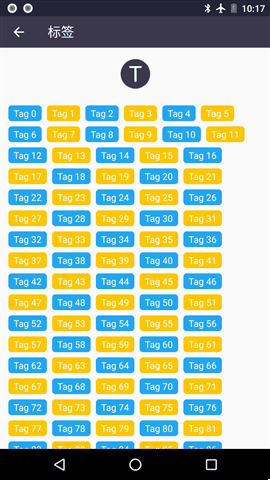 10:17
标签
T
Tag 0 Tag 1 Tag 2 Tag 3 Tag 4 Tag 5
Tag 6 Tag 7 Tag 8 Tag 9 Tag 10 Tag 11
Tag 12 Tag 13 Tag 14 Tag 15 Tag 16
Tag 17 Tag 18 Tag 19 Tag 20 Tag 21
Tag 22 Tag 23 Tag 24 Tag 25 Tag 26
Tag 27 Tag 28 Tag 29 Tag 30 Tag 31
Tag 32 Tag 33 Tag 34 Tag 35 Tag 36
Tag 37 Tag 38 Tag 39 Tag 40 Tag 41
Tag 42 Tag 43 Tag 44 Tag 45 Tag 46
Tag 47 Tag 48 Tag 49 Tag 50 Tag 51
Tag 52 Tag 53 Tag 54 Tag 55 Tag 56
Tag 57 Tag 58 Tag 59 Tag 60 Tag 61
Tag 62 Tag 63 Tag 64 Tag 65 Tag 66
Tag 67 Tag 68 Tag 69 Tag 70 Tag 71
Tag 72 Tag 73 Tag 74 Tag 75 Tag 76
Tag 77 Tag 78 Tag 79 Tag 80 Tag 81